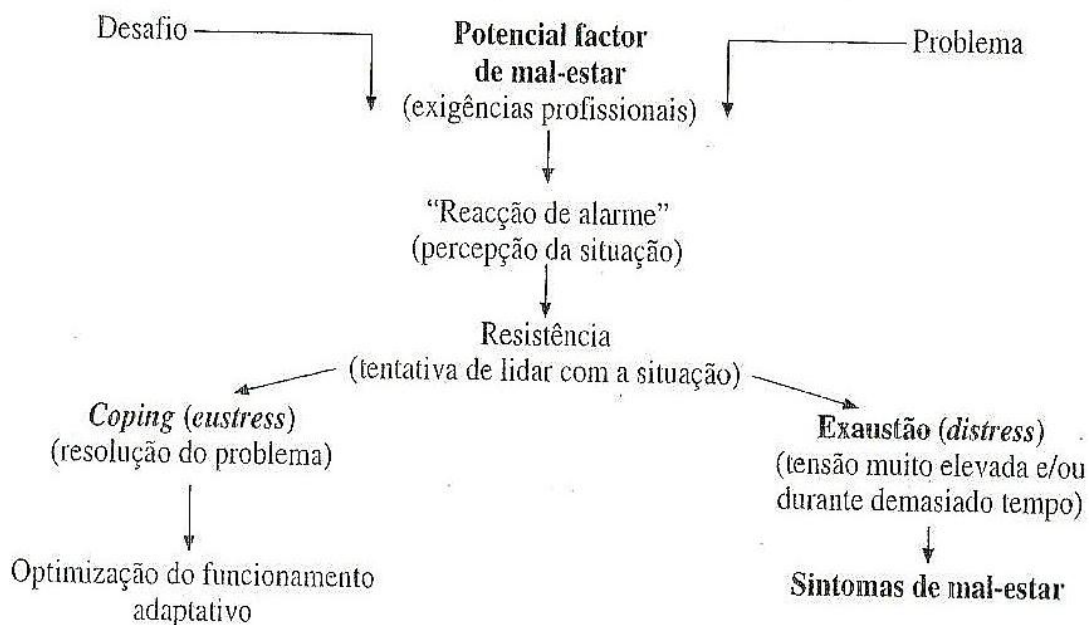 Desafio
Potencial factor
de mal-estar
(exigências profissionais)
Problema
“Reacção de alarme”
(percepção da situação)
Resistência
(tentativa de lidar com a situação)
Coping (eustress)
(resolução do problema)
Exaustão (distress)
(tensão muito elevada e/ou
durante demasiado tempo)
Optimização do funcionamento
adaptativo
Sintomas de mal-estar